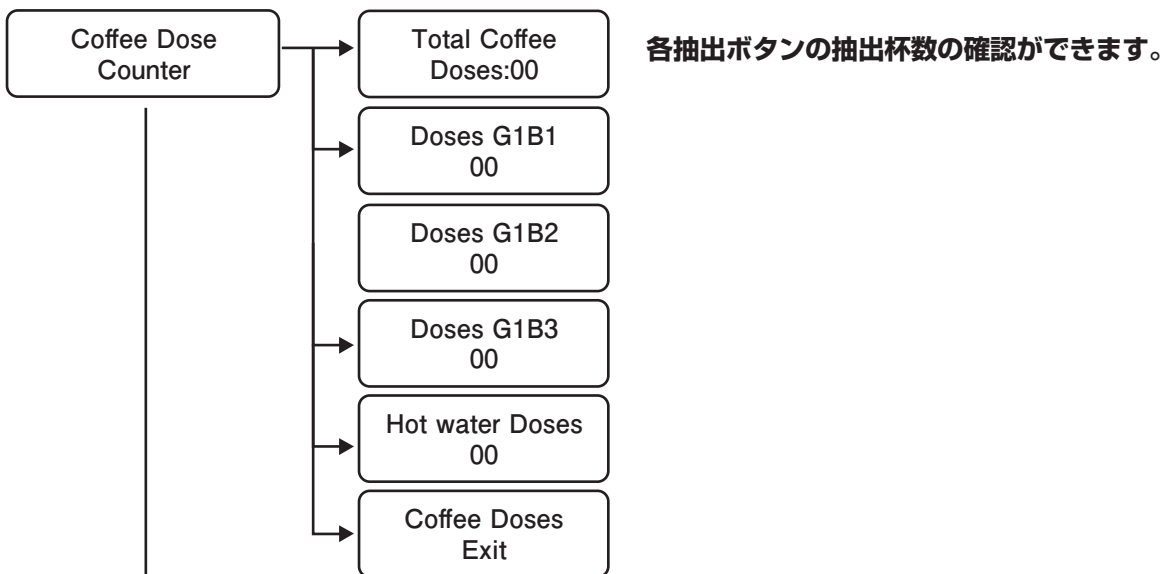 Coffee Dose
Counter
Total Coffee
Doses:00
各抽出ボタンの抽出杯数の確認ができます。
Doses G1B1
00
Doses G1B2
00
Doses G1B3
00
Hot water Doses
00
Coffee Doses
Exit